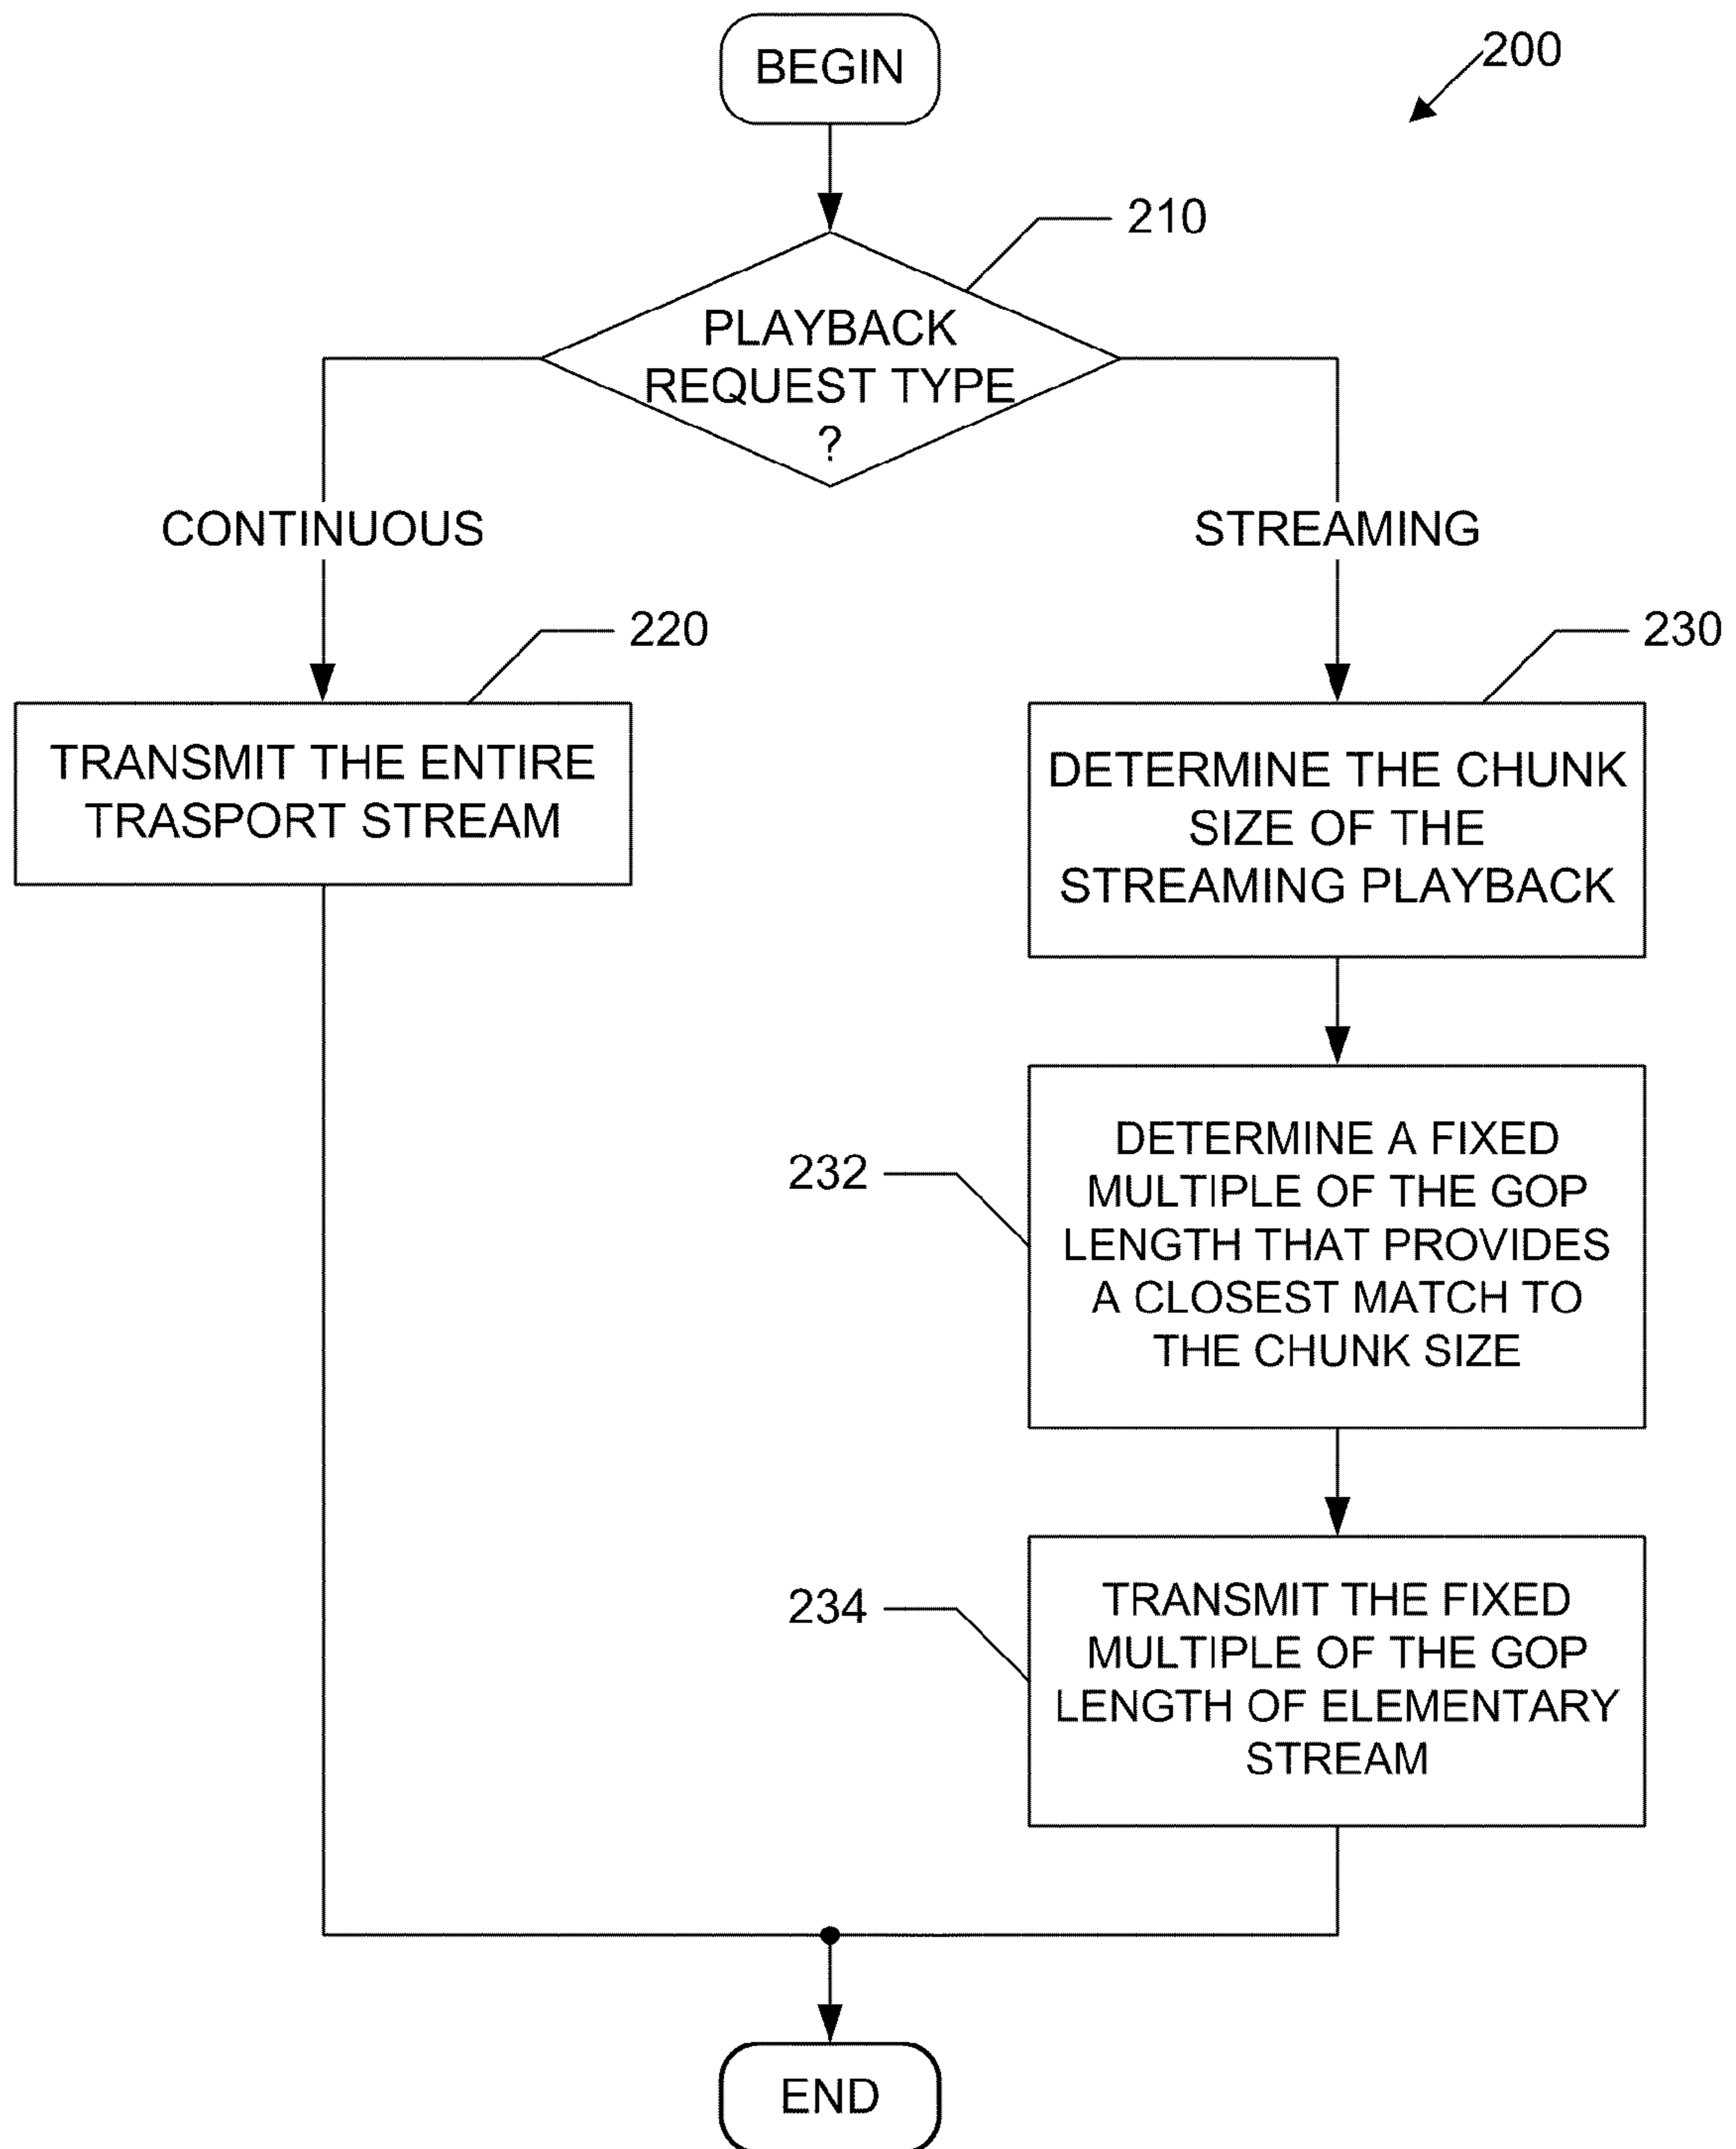 BEGIN
200
210
PLAYBACK
REQUEST TYPE
?
CONTINUOUS
STREAMING
220
230
TRANSMIT THE ENTIRE
TRASPORT STREAM
DETERMINE THE CHUNK
SIZE OF THE
STREAMING PLAYBACK
232
DETERMINE A FIXED
MULTIPLE OF THE GOP
LENGTH THAT PROVIDES
A CLOSEST MATCH TO
THE CHUNK SIZE
234
TRANSMIT THE FIXED
MULTIPLE OF THE GOP
LENGTH OF ELEMENTARY
STREAM
END